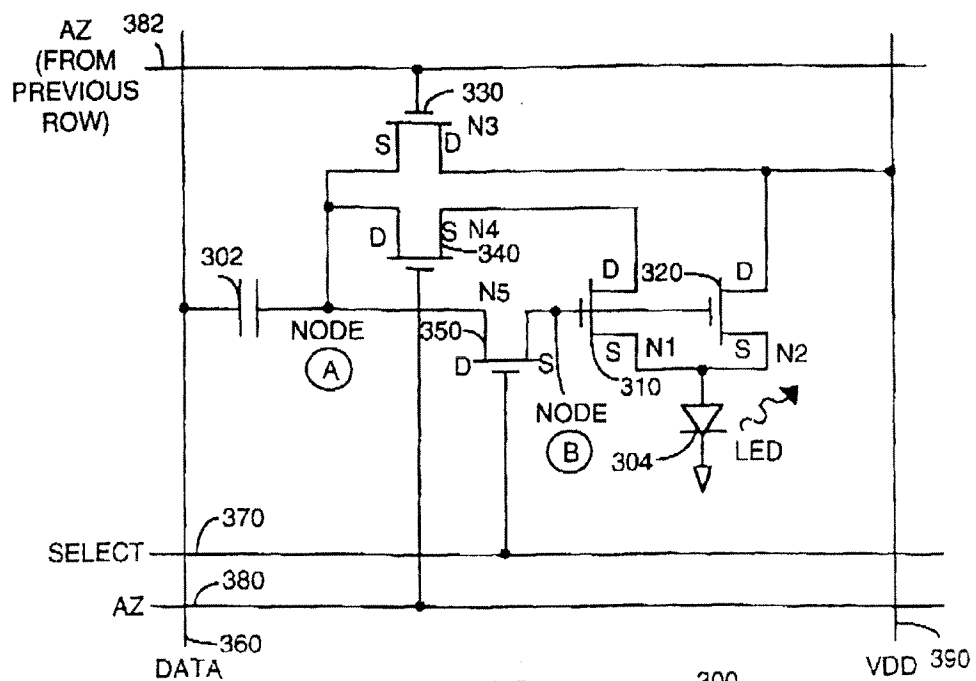 AZ 382
(FROM
PREVIOUS
ROW)
330
N3
S D
D S N4
340
302
N5
320
D D
NODE
A
350
D S
S N1
S N2
310
NODE
B
304
LED
SELECT 370
380
AZ
360
DATA
VDD 390